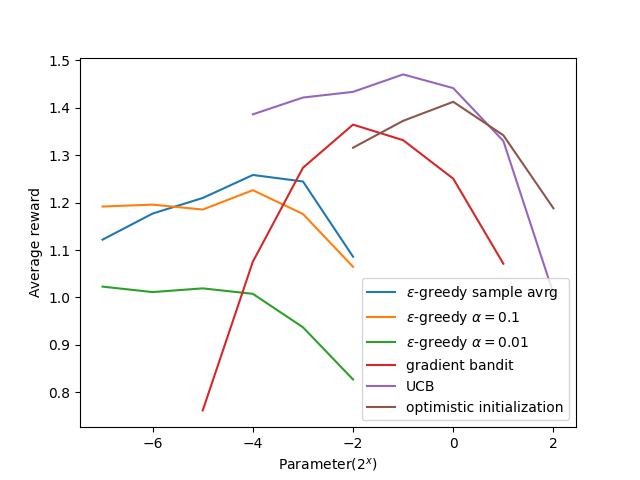 1.5
1.4
1.3
1.2
1.1
1.0
0.9
0.8
Average reward
ε-greedy sample avrg
ε-greedy α = 0.1
ε-greedy α = 0.01
gradient bandit
UCB
optimistic initialization
−6 −4 −2 0 2
Parameter(2^x)